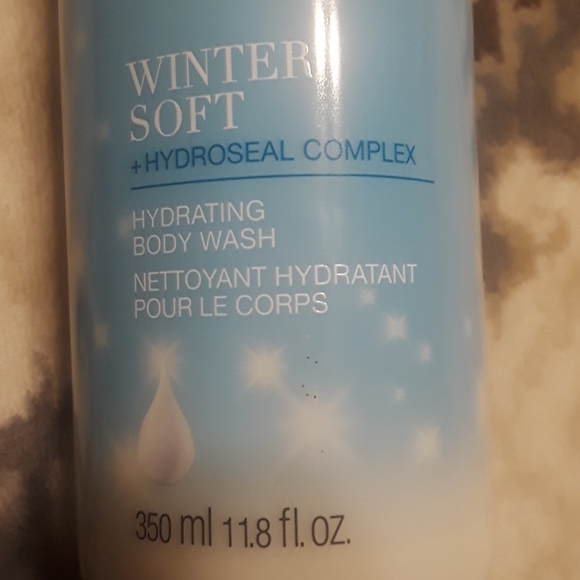 WINTER
SOFT
+HYDROSEAL COMPLEX
HYDRATING
BODY WASH
NETTOYANT HYDRATANT
POUR LE CORPS
350 ml 11.8 fl. oz.